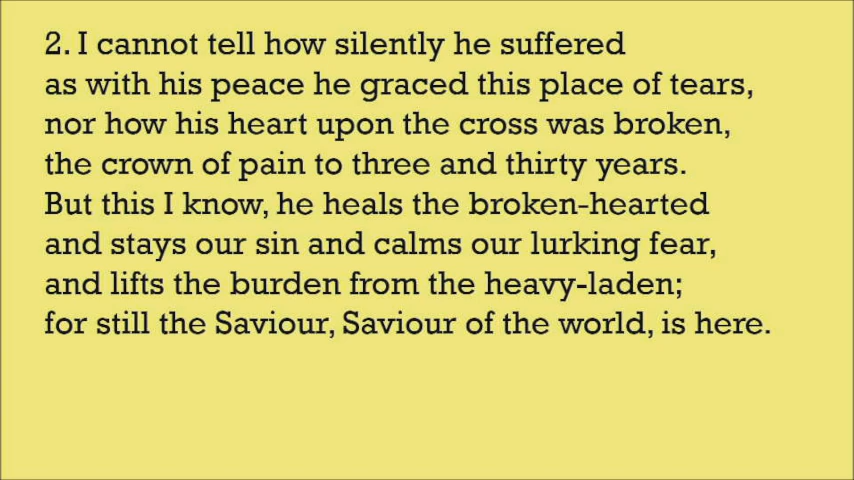 2. I cannot tell how silently he suffered
as with his peace he graced this place of tears,
nor how his heart upon the cross was broken,
the crown of pain to three and thirty years.
But this I know, he heals the broken-hearted
and stays our sin and calms our lurking fear,
and lifts the burden from the heavy-laden;
for still the Saviour, Saviour of the world, is here.